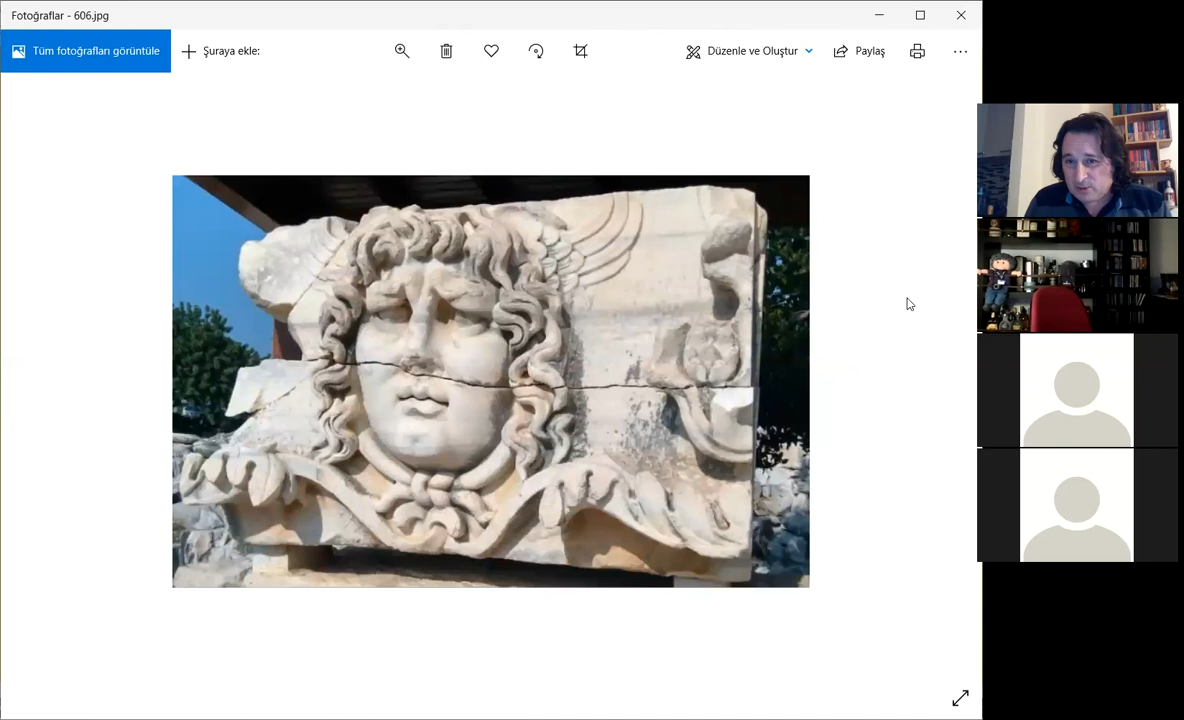 Fotoğraflar - 606.jpg
Tüm fotoğrafları görüntüle
Şuraya ekle:
Düzenle ve Oluştur
Paylaş